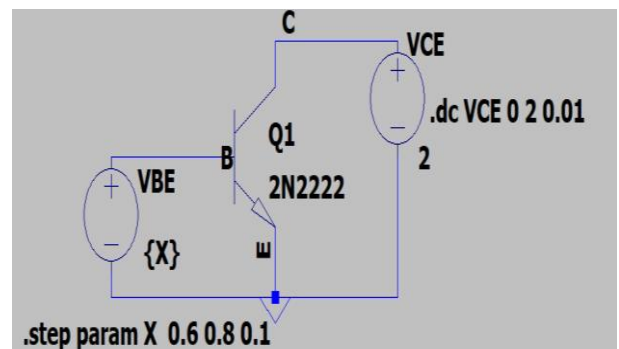 C
VCE
+
.dc VCE 0 2 0.01
Q1
B
−
2
+
VBE
2N2222
−
{X}
E
.step param X 0.6 0.8 0.1